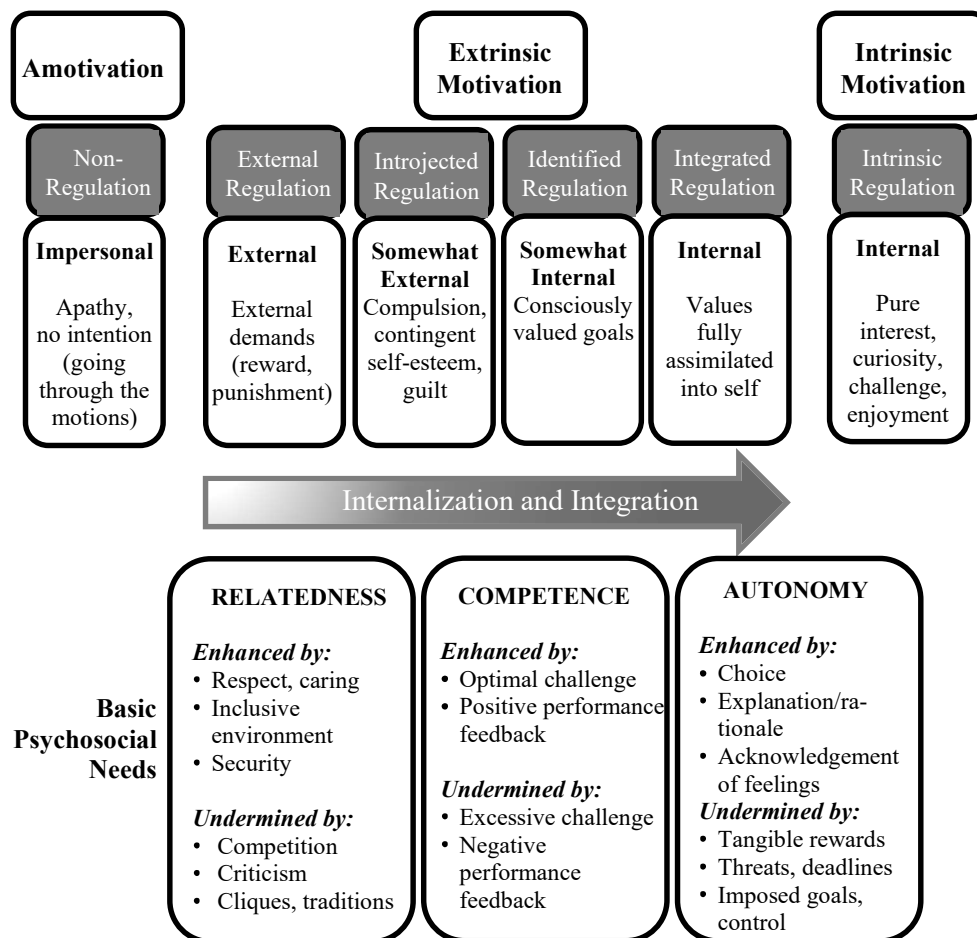 Amotivation
Extrinsic
Motivation
Intrinsic
Motivation
Non-
Regulation
External
Regulation
Introjected
Regulation
Identified
Regulation
Integrated
Regulation
Intrinsic
Regulation
Impersonal
Apathy,
no intention
(going
through the
motions)
External
External
demands
(reward,
punishment)
Somewhat
External
Compulsion,
contingent
self-esteem,
guilt
Somewhat
Internal
Consciously
valued goals
Internal
Values
fully
assimilated
into self
Internal
Pure
interest,
curiosity,
challenge,
enjoyment
Internalization and Integration
Basic
Psychosocial
Needs
RELATEDNESS
Enhanced by:
• Respect, caring
• Inclusive
environment
• Security
Undermined by:
• Competition
• Criticism
• Cliques, traditions
COMPETENCE
Enhanced by:
• Optimal challenge
• Positive performance
feedback
Undermined by:
• Excessive challenge
• Negative
performance
feedback
AUTONOMY
Enhanced by:
• Choice
• Explanation/ra-
tionale
• Acknowledgement
of feelings
Undermined by:
• Tangible rewards
• Threats, deadlines
• Imposed goals,
control